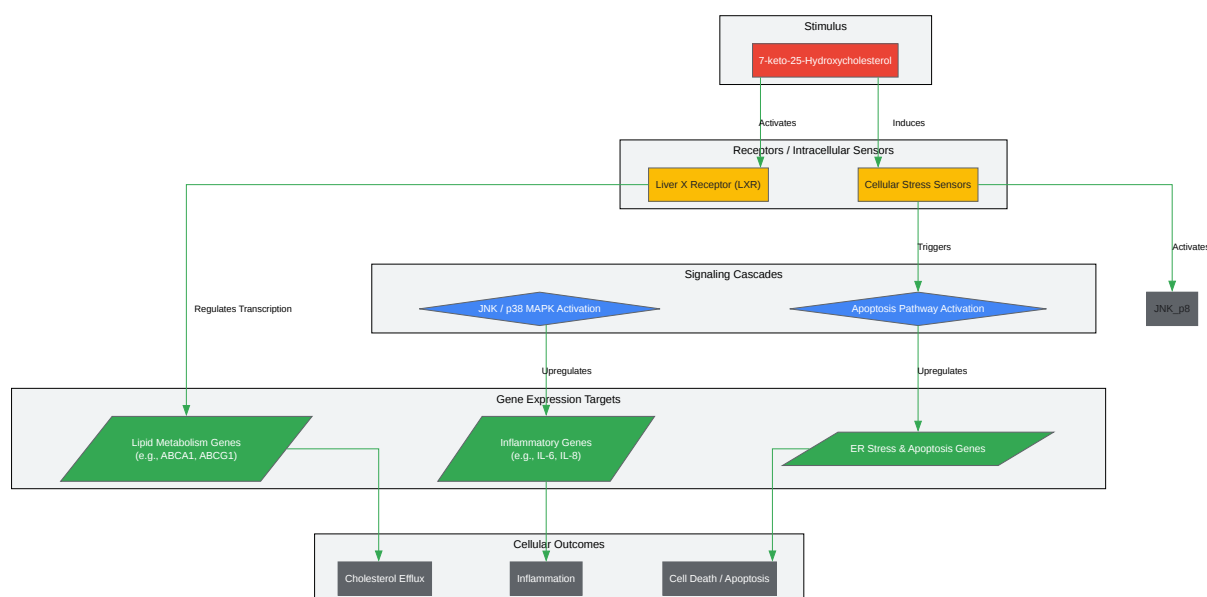 Stimulus
7-keto-25-Hydroxycholesterol
Activates
Induces
Receptors / Intracellular Sensors
Liver X Receptor (LXR)
Cellular Stress Sensors
Triggers
Activates
Signaling Cascades
Regulates Transcription
JNK / p38 MAPK Activation
Apoptosis Pathway Activation
JNK_p8
Upregulates
Upregulates
Gene Expression Targets
Lipid Metabolism Genes
(e.g., ABCA1, ABCG1)
Inflammatory Genes
(e.g., IL-6, IL-8)
ER Stress & Apoptosis Genes
Cellular Outcomes
Cholesterol Efflux
Inflammation
Cell Death / Apoptosis